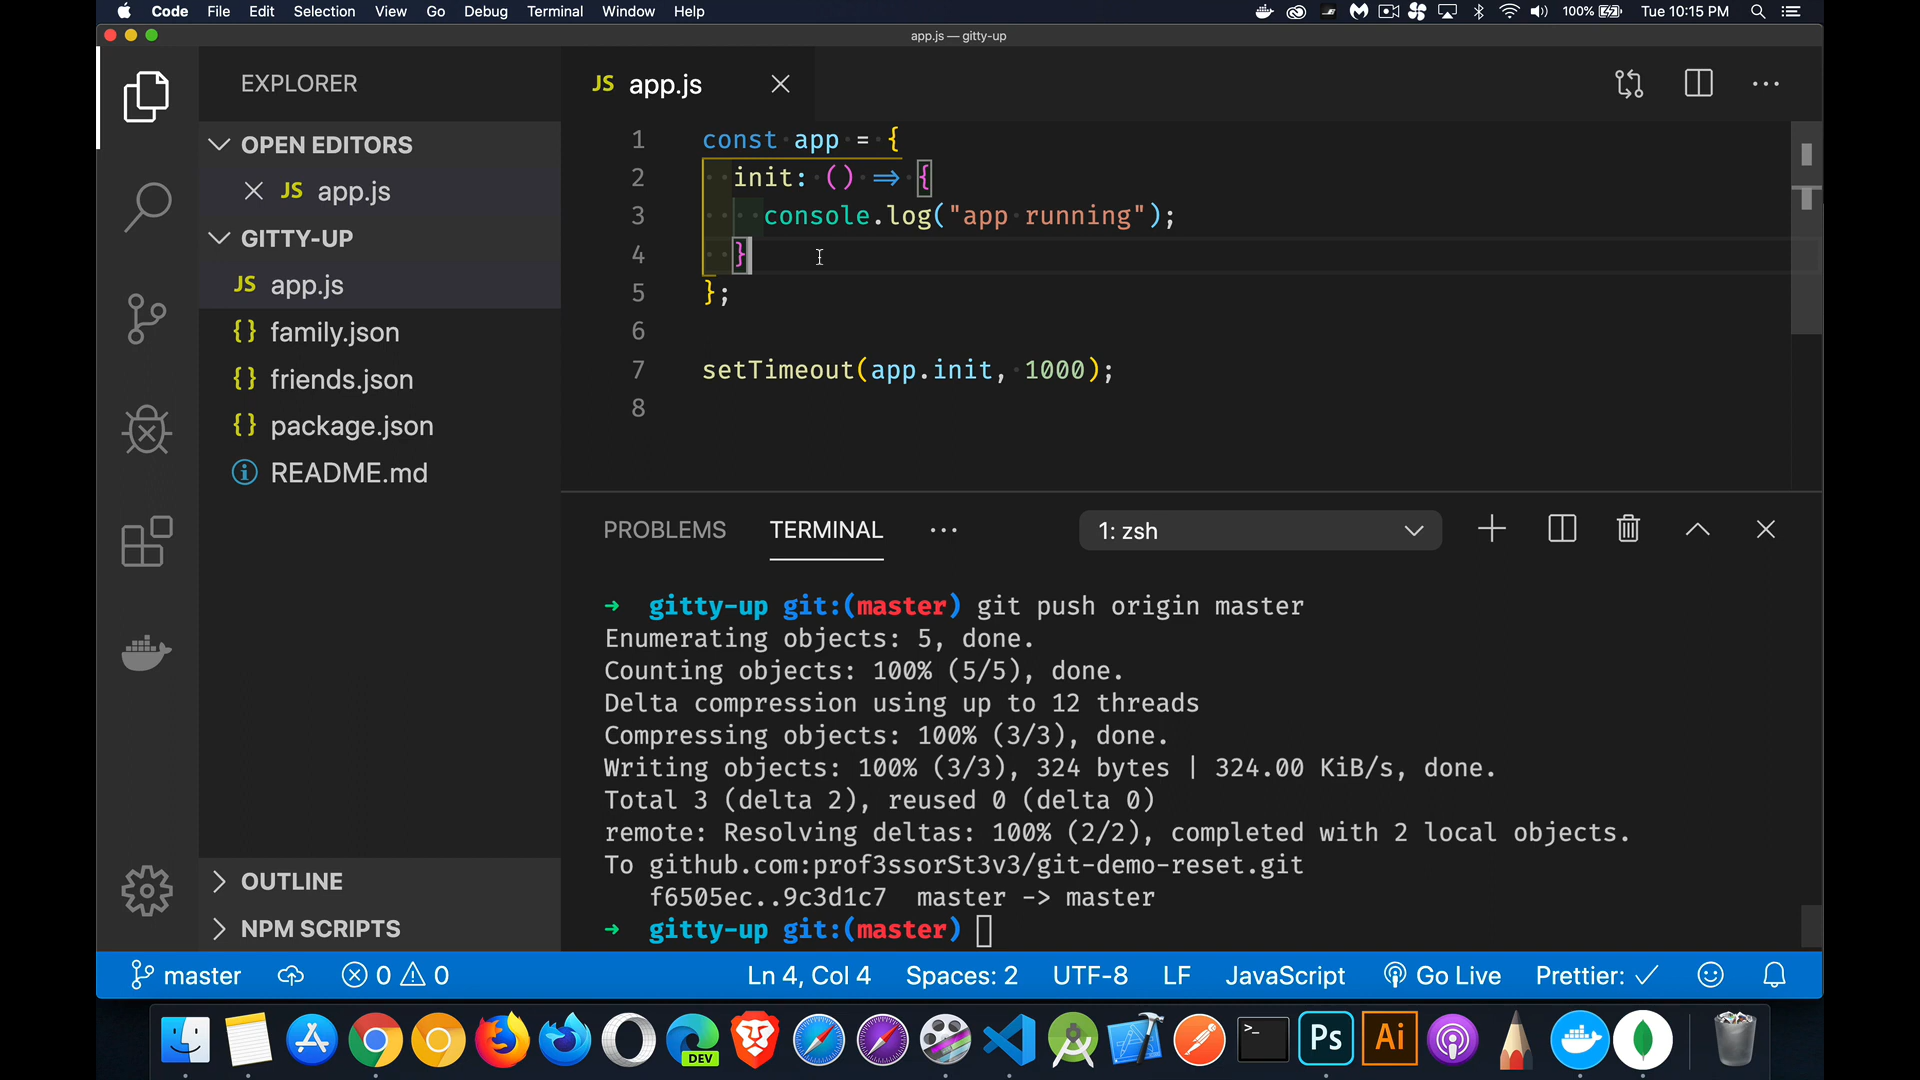 Code File Edit Selection View Go Debug Terminal Window Help 100% Tue 10:15 PM
app.js — gitty-up
EXPLORER
OPEN EDITORS
JS app.js
GITTY-UP
JS app.js
{} family.json
{} friends.json
{} package.json
README.md
OUTLINE
NPM SCRIPTS
JS app.js
1 const app = {
2 init: () => {
3 console.log("app running");
4 }
5 };
6
7 setTimeout(app.init, 1000);
8
PROBLEMS TERMINAL ··· 1: zsh
→ gitty-up git:(master) git push origin master
Enumerating objects: 5, done.
Counting objects: 100% (5/5), done.
Delta compression using up to 12 threads
Compressing objects: 100% (3/3), done.
Writing objects: 100% (3/3), 324 bytes | 324.00 KiB/s, done.
Total 3 (delta 2), reused 0 (delta 0)
remote: Resolving deltas: 100% (2/2), completed with 2 local objects.
To github.com:prof3ssorSt3v3/git-demo-reset.git
f6505ec..9c3d1c7 master -> master
→ gitty-up git:(master)
master 0 0 Ln 4, Col 4 Spaces: 2 UTF-8 LF JavaScript Go Live Prettier: ✓
DEV >_ Ps Ai